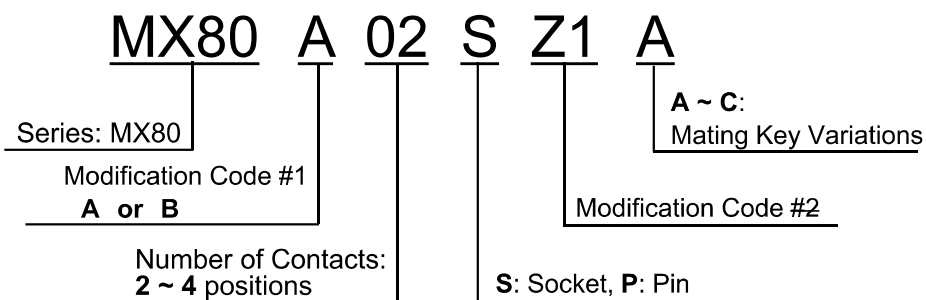 MX80 A 02 S Z1 A
A ~ C:
Series: MX80
Mating Key Variations
Modification Code #1
A or B
Modification Code #2
Number of Contacts:
2 ~ 4 positions
S: Socket, P: Pin